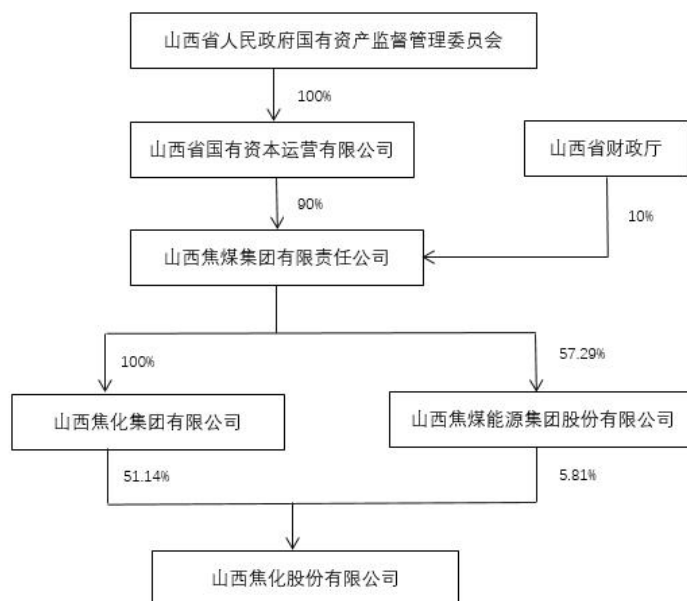 山西省人民政府国有资产监督管理委员会
100%
山西省国有资本运营有限公司
山西省财政厅
90%
10%
山西焦煤集团有限责任公司
100%
57.29%
山西焦化集团有限公司
山西焦煤能源集团股份有限公司
51.14%
5.81%
山西焦化股份有限公司